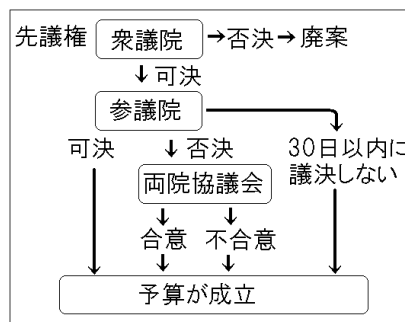 先議権 衆議院 →否決→廃案
↓可決
参議院
可決 ↓否決 30日以内に
議決しない
両院協議会
↓ ↓
合意 不合意
↓ ↓
予算が成立